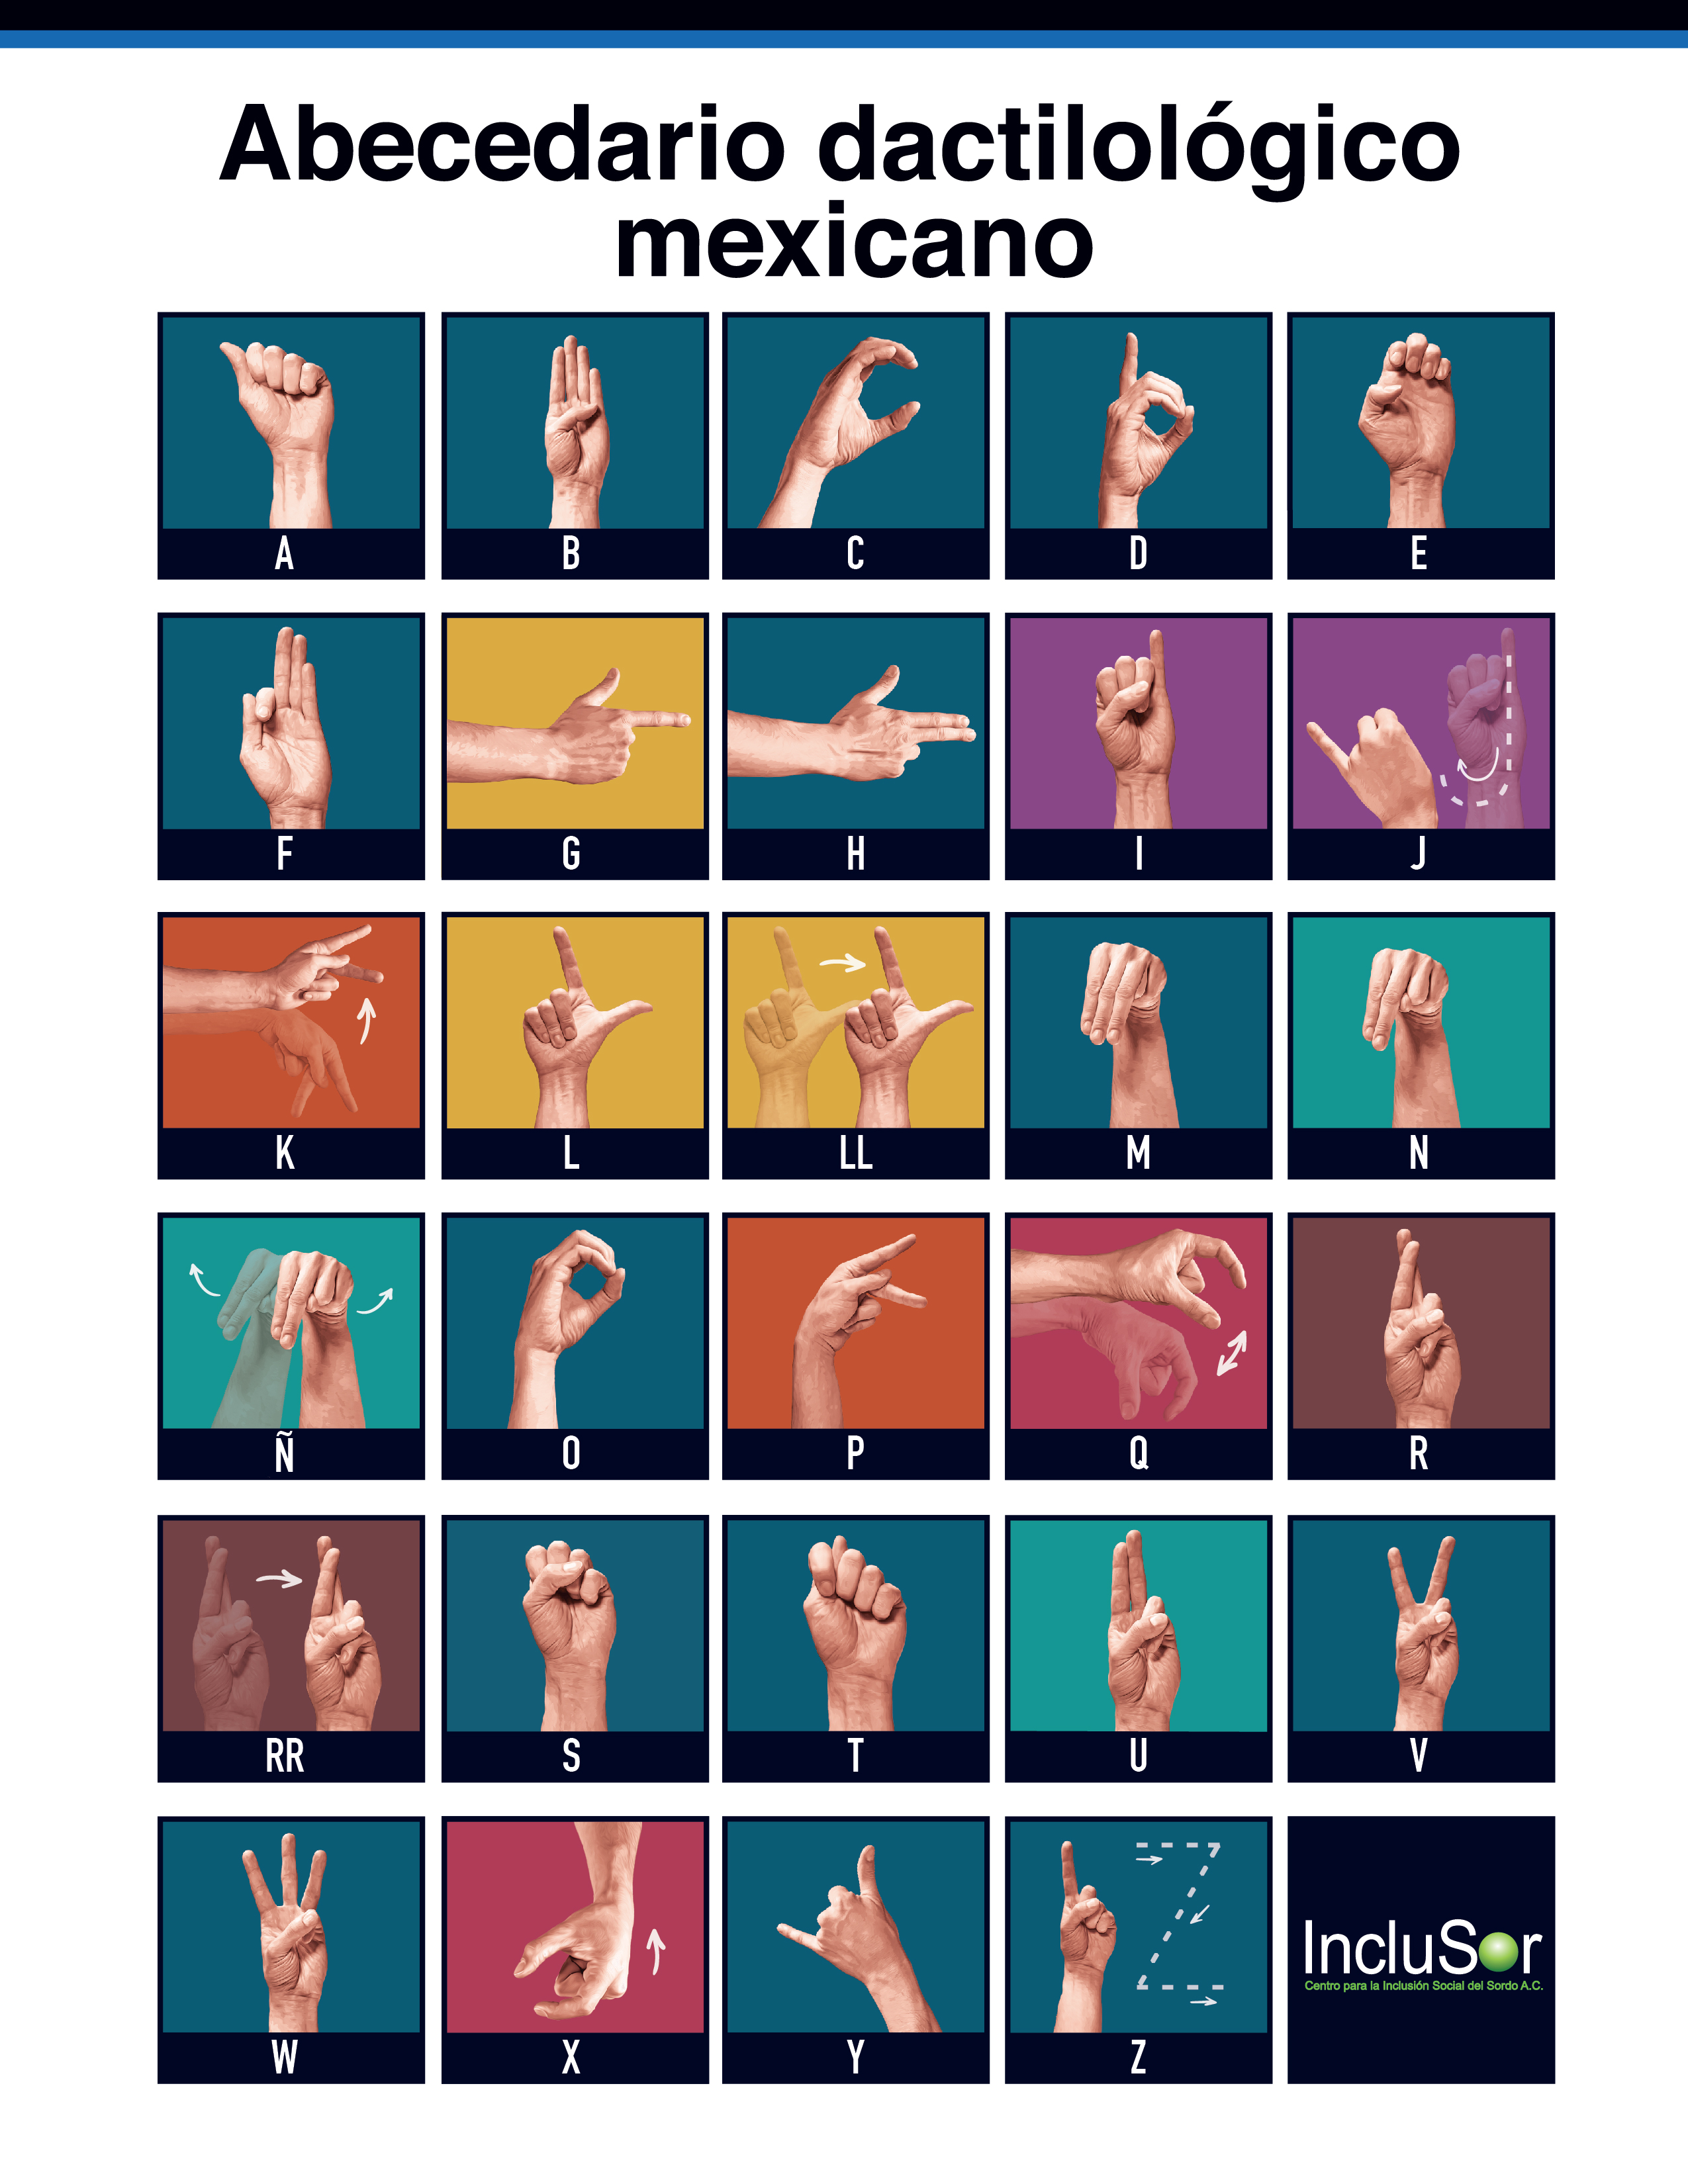 Abecedario dactilológico
mexicano
A
B
C
D
E
F
G
H
I
J
K
L
LL
M
N
Ñ
O
P
Q
R
RR
S
T
U
V
W
X
Y
Z
IncluSor
Centro para la Inclusión Social del Sordo A.C.